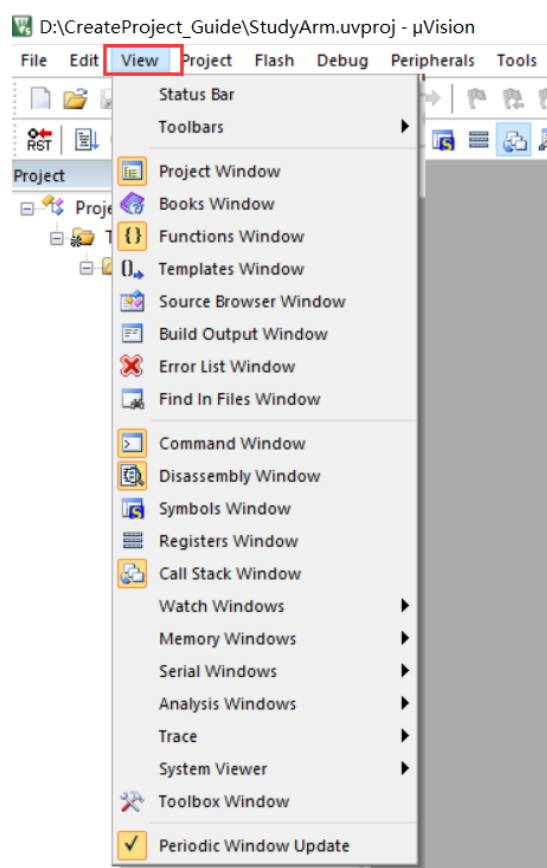 D:\CreateProject_Guide\StudyArm.uvproj - µVision
File Edit View Project Flash Debug Peripherals Tools
RST
Project
Status Bar
Toolbars
Project Window
Books Window
Functions Window
Templates Window
Source Browser Window
Build Output Window
Error List Window
Find In Files Window
Command Window
Disassembly Window
Symbols Window
Registers Window
Call Stack Window
Watch Windows
Memory Windows
Serial Windows
Analysis Windows
Trace
System Viewer
Toolbox Window
Periodic Window Update